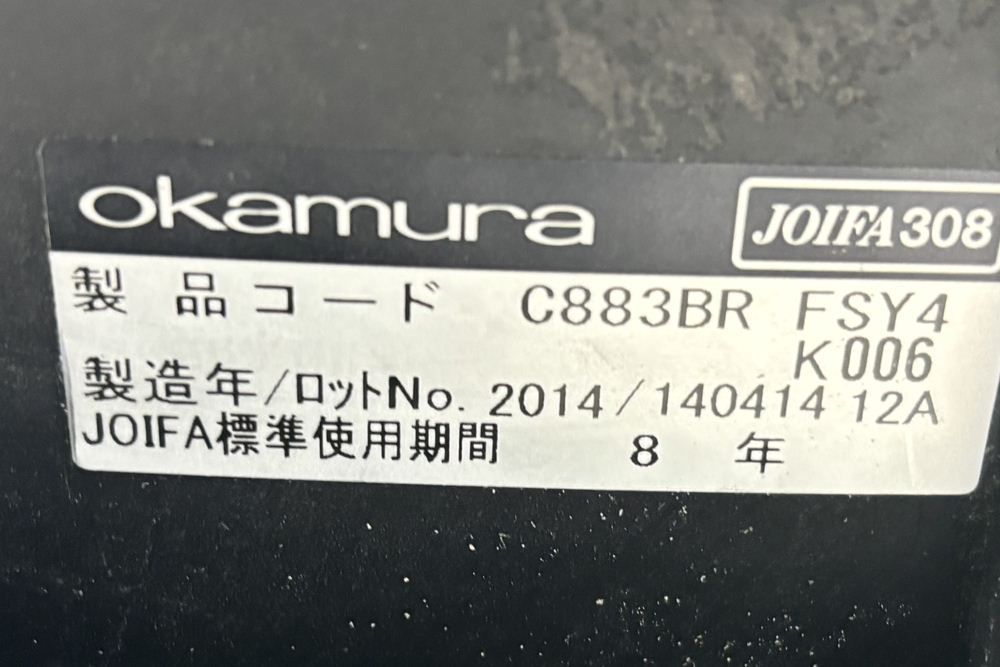 okamura JOIFA308
製品コード C883BR FSY4
K006
製造年/ロットNo. 2014/140414 12A
JOIFA標準使用期間 8年